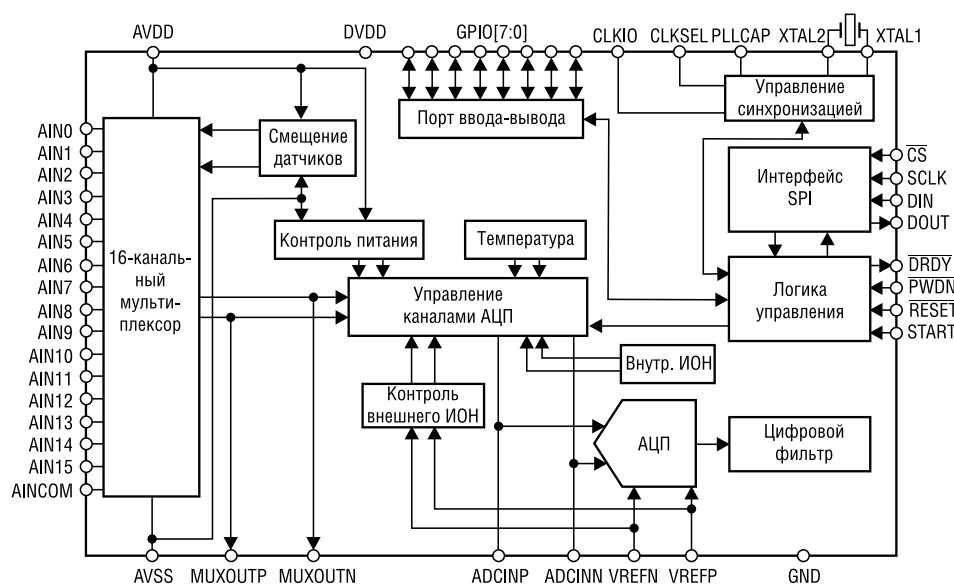 AVDD
DVDD
GPIO[7:0]
CLKIO
CLKSEL
PLLCAP
XTAL2
XTAL1
Управление
синхронизацией
Порт ввода-вывода
Смещение
датчиков
AIN0
AIN1
AIN2
AIN3
AIN4
AIN5
AIN6
AIN7
AIN8
AIN9
AIN10
AIN11
AIN12
AIN13
AIN14
AIN15
AINCOM
16-каналь-
ный
мульти-
плексор
Интерфейс
SPI
CS
SCLK
DIN
DOUT
Контроль питания
Температура
Управление
каналами АЦП
Логика
управления
DRDY
PWDN
RESET
START
Внутр. ИОН
Контроль
внешнего ИОН
АЦП
Цифровой
фильтр
AVSS
MUXOUTP
MUXOUTN
ADCINP
ADCINN
VREFN
VREFP
GND